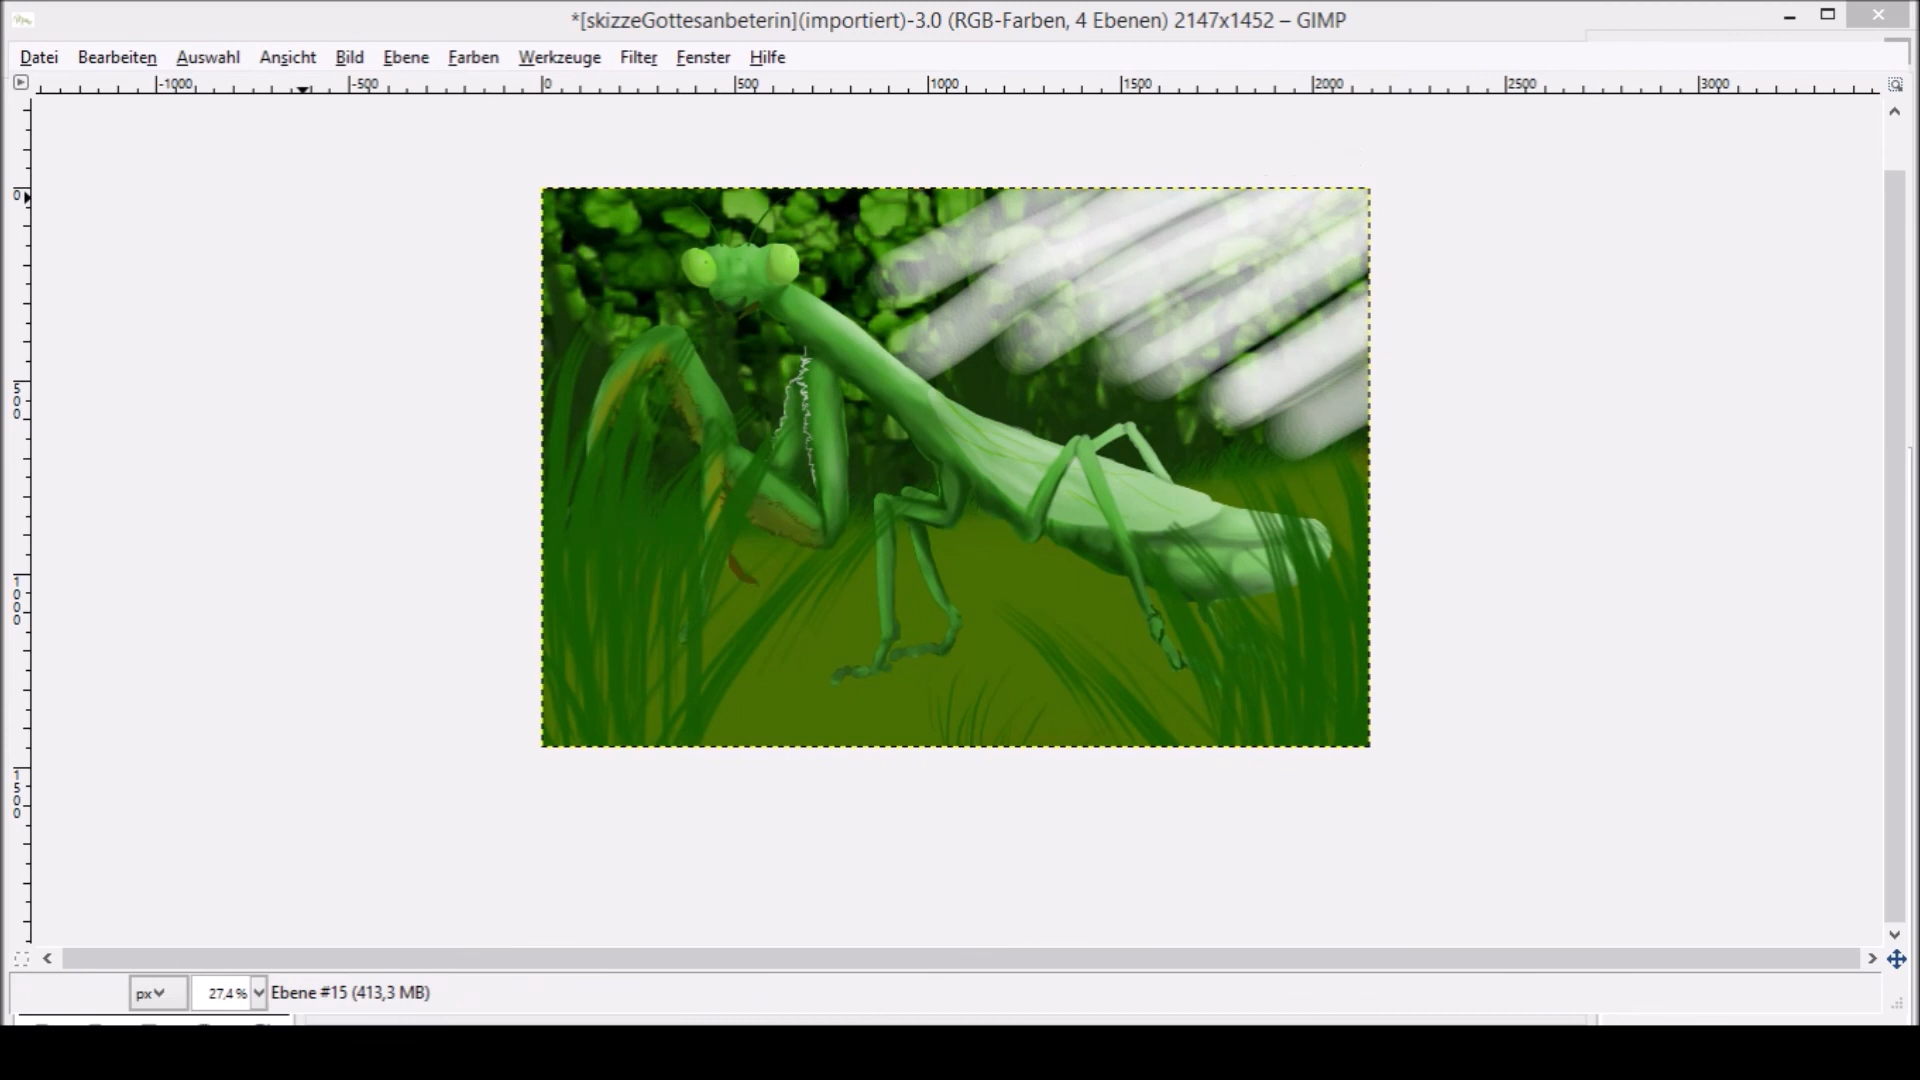 *[skizzeGottesanbeterin](importiert)-3.0 (RGB-Farben, 4 Ebenen) 2147x1452 – GIMP
Datei Bearbeiten Auswahl Ansicht Bild Ebene Farben Werkzeuge Filter Fenster Hilfe
-1000 -500 0 500 1000 1500 2000 2500 3000
0
500
1000
1500
px 27,4 % Ebene #15 (413,3 MB)